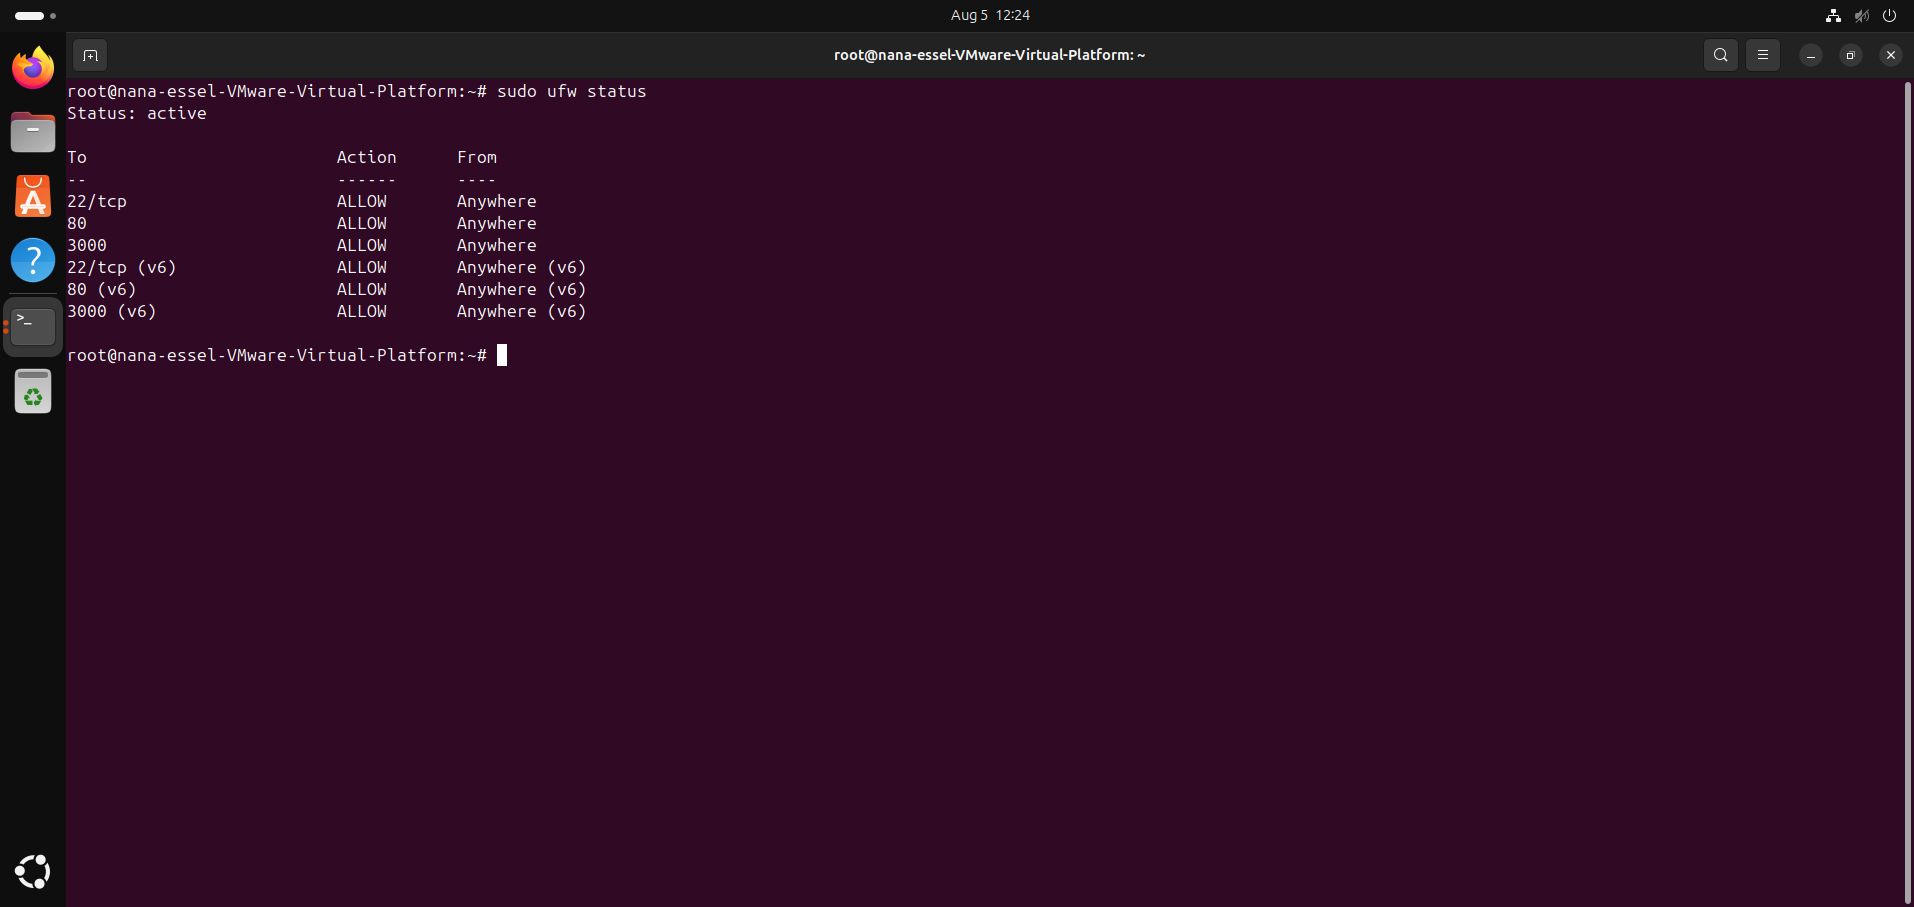 Aug 5 12:24
root@nana-essel-VMware-Virtual-Platform: ~
root@nana-essel-VMware-Virtual-Platform:~# sudo ufw status
Status: active
To Action From
-- ------ ----
22/tcp ALLOW Anywhere
80 ALLOW Anywhere
3000 ALLOW Anywhere
22/tcp (v6) ALLOW Anywhere (v6)
80 (v6) ALLOW Anywhere (v6)
3000 (v6) ALLOW Anywhere (v6)
root@nana-essel-VMware-Virtual-Platform:~#